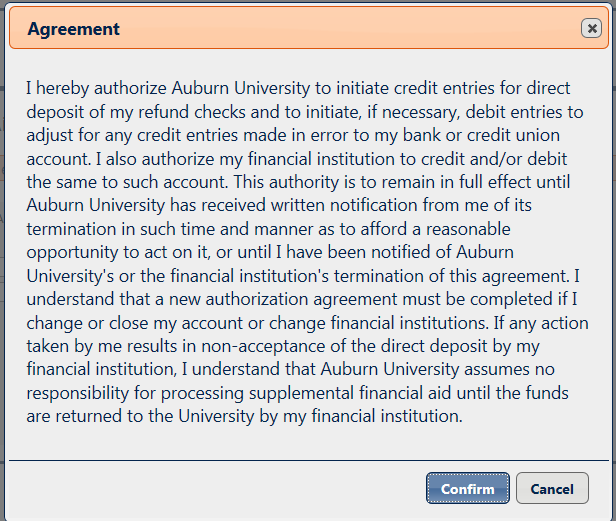 Agreement
I hereby authorize Auburn University to initiate credit entries for direct
deposit of my refund checks and to initiate, if necessary, debit entries to
adjust for any credit entries made in error to my bank or credit union
account. I also authorize my financial institution to credit and/or debit
the same to such account. This authority is to remain in full effect until
Auburn University has received written notification from me of its
termination in such time and manner as to afford a reasonable
opportunity to act on it, or until I have been notified of Auburn
University's or the financial institution's termination of this agreement. I
understand that a new authorization agreement must be completed if I
change or close my account or change financial institutions. If any action
taken by me results in non-acceptance of the direct deposit by my
financial institution, I understand that Auburn University assumes no
responsibility for processing supplemental financial aid until the funds
are returned to the University by my financial institution.
Confirm Cancel